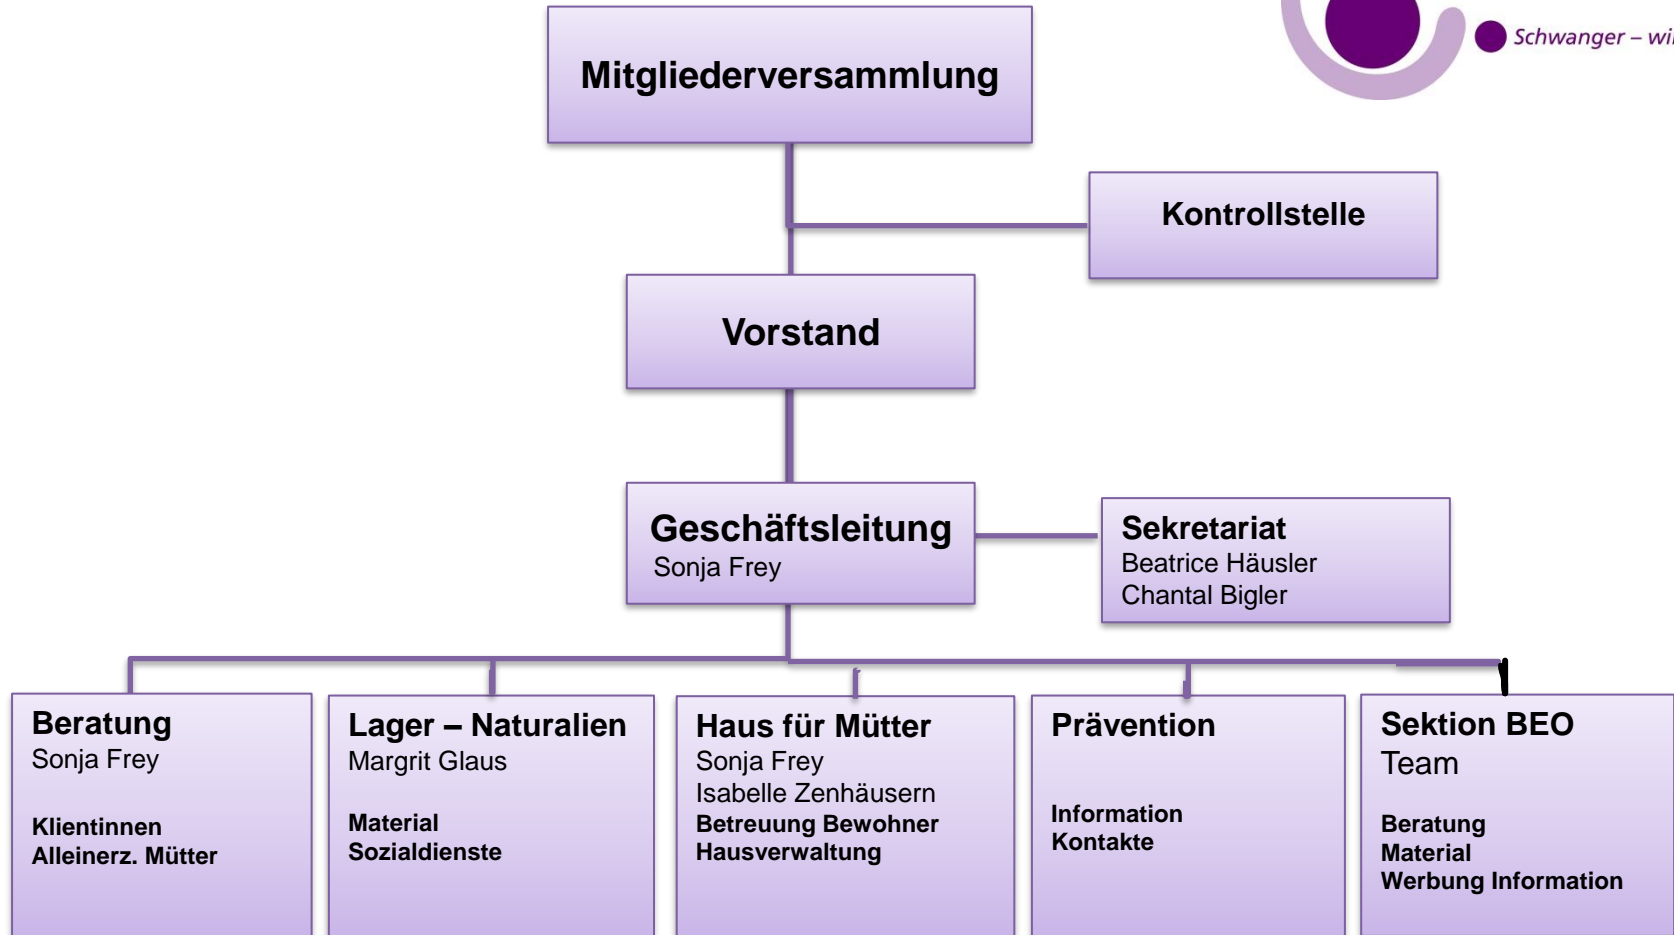 Mitgliederversammlung
Schwanger –
Kontrollstelle
Vorstand
Geschäftsleitung
Sonja Frey
Sekretariat
Beatrice Häusler
Chantal Bigler
Beratung
Sonja Frey
Klientinnen
Alleinerz. Mütter
Lager – Naturalien
Margrit Glaus
Material
Sozialdienste
Haus für Mütter
Sonja Frey
Isabelle Zenhäusern
Betreuung Bewohner
Hausverwaltung
Prävention
Information
Kontakte
Sektion BEO
Team
Beratung
Material
Werbung Information